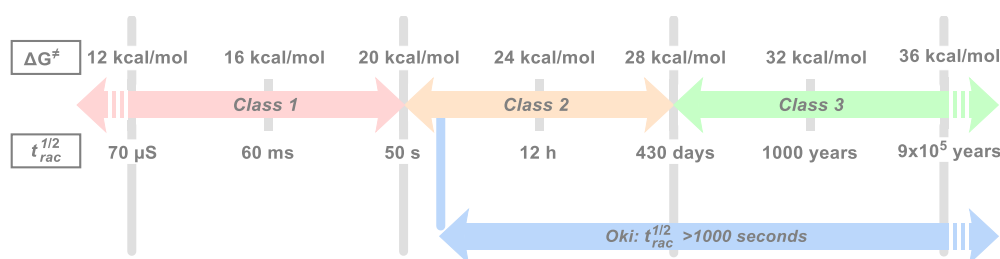 ΔG≠ 12 kcal/mol 16 kcal/mol 20 kcal/mol 24 kcal/mol 28 kcal/mol 32 kcal/mol 36 kcal/mol
Class 1 Class 2 Class 3
t 1/2 rac 70 µS 60 ms 50 s 12 h 430 days 1000 years 9x10⁵ years
Oki: t 1/2 rac >1000 seconds